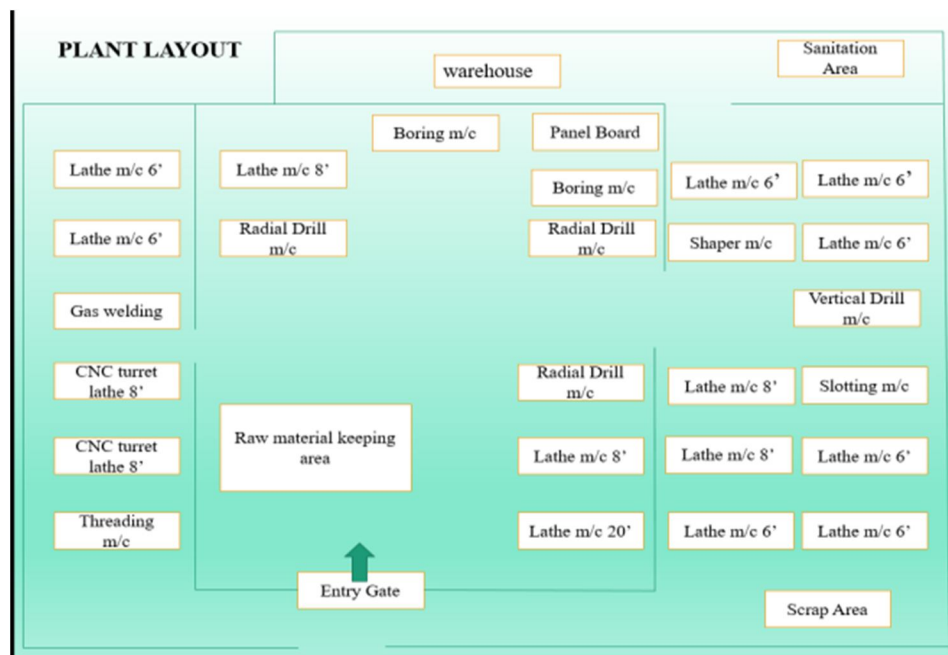 PLANT LAYOUT
warehouse
Sanitation
Area
Boring m/c
Panel Board
Lathe m/c 6’
Lathe m/c 8’
Boring m/c
Lathe m/c 6’
Lathe m/c 6’
Lathe m/c 6’
Radial Drill
m/c
Radial Drill
m/c
Shaper m/c
Lathe m/c 6’
Gas welding
Vertical Drill
m/c
CNC turret
lathe 8’
Radial Drill
m/c
Lathe m/c 8’
Slotting m/c
CNC turret
lathe 8’
Raw material keeping
area
Lathe m/c 8’
Lathe m/c 8’
Lathe m/c 6’
Threading
m/c
Lathe m/c 20’
Lathe m/c 6’
Lathe m/c 6’
Entry Gate
Scrap Area